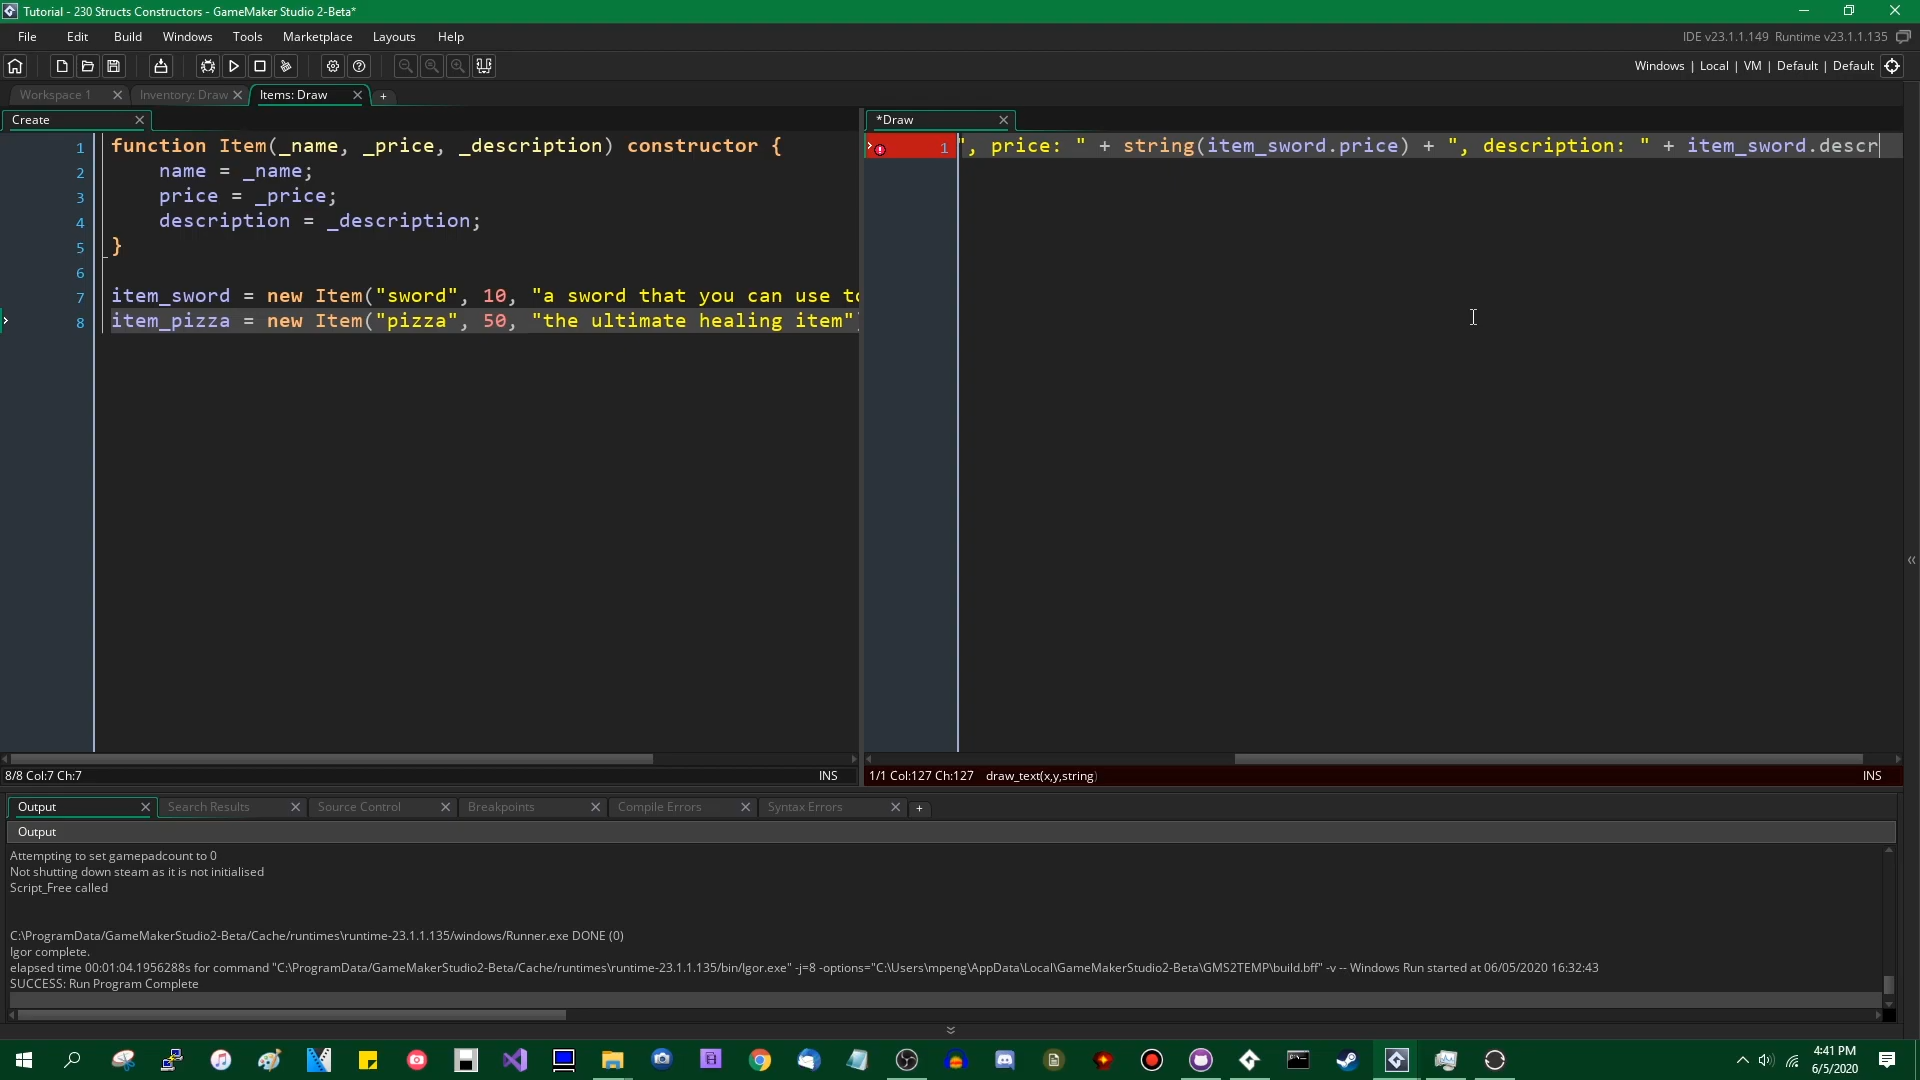 Tutorial - 230 Structs Constructors - GameMaker Studio 2-Beta*
File Edit Build Windows Tools Marketplace Layouts Help
IDE v23.1.1.149 Runtime v23.1.1.135
Windows | Local | VM | Default | Default
Workspace 1 Inventory: Draw Items: Draw
Create
*Draw
1 function Item(_name, _price, _description) constructor {
2 name = _name;
3 price = _price;
4 description = _description;
5 }
6
7 item_sword = new Item("sword", 10, "a sword that you can use to
8 item_pizza = new Item("pizza", 50, "the ultimate healing item")
1 ", price: " + string(item_sword.price) + ", description: " + item_sword.descr
8/8 Col:7 Ch:7 INS
1/1 Col:127 Ch:127 draw_text(x,y,string) INS
Output Search Results Source Control Breakpoints Compile Errors Syntax Errors
Output
Attempting to set gamepadcount to 0
Not shutting down steam as it is not initialised
Script_Free called
C:\ProgramData/GameMakerStudio2-Beta/Cache/runtimes\runtime-23.1.1.135/windows/Runner.exe DONE (0)
Igor complete.
elapsed time 00:01:04.1956288s for command "C:\ProgramData/GameMakerStudio2-Beta/Cache/runtimes\runtime-23.1.1.135/bin/Igor.exe" -j=8 -options="C:\Users\mpeng\AppData\Local\GameMakerStudio2-Beta\GMS2TEMP\build.bff" -v -- Windows Run started at 06/05/2020 16:32:43
SUCCESS: Run Program Complete
4:41 PM
6/5/2020